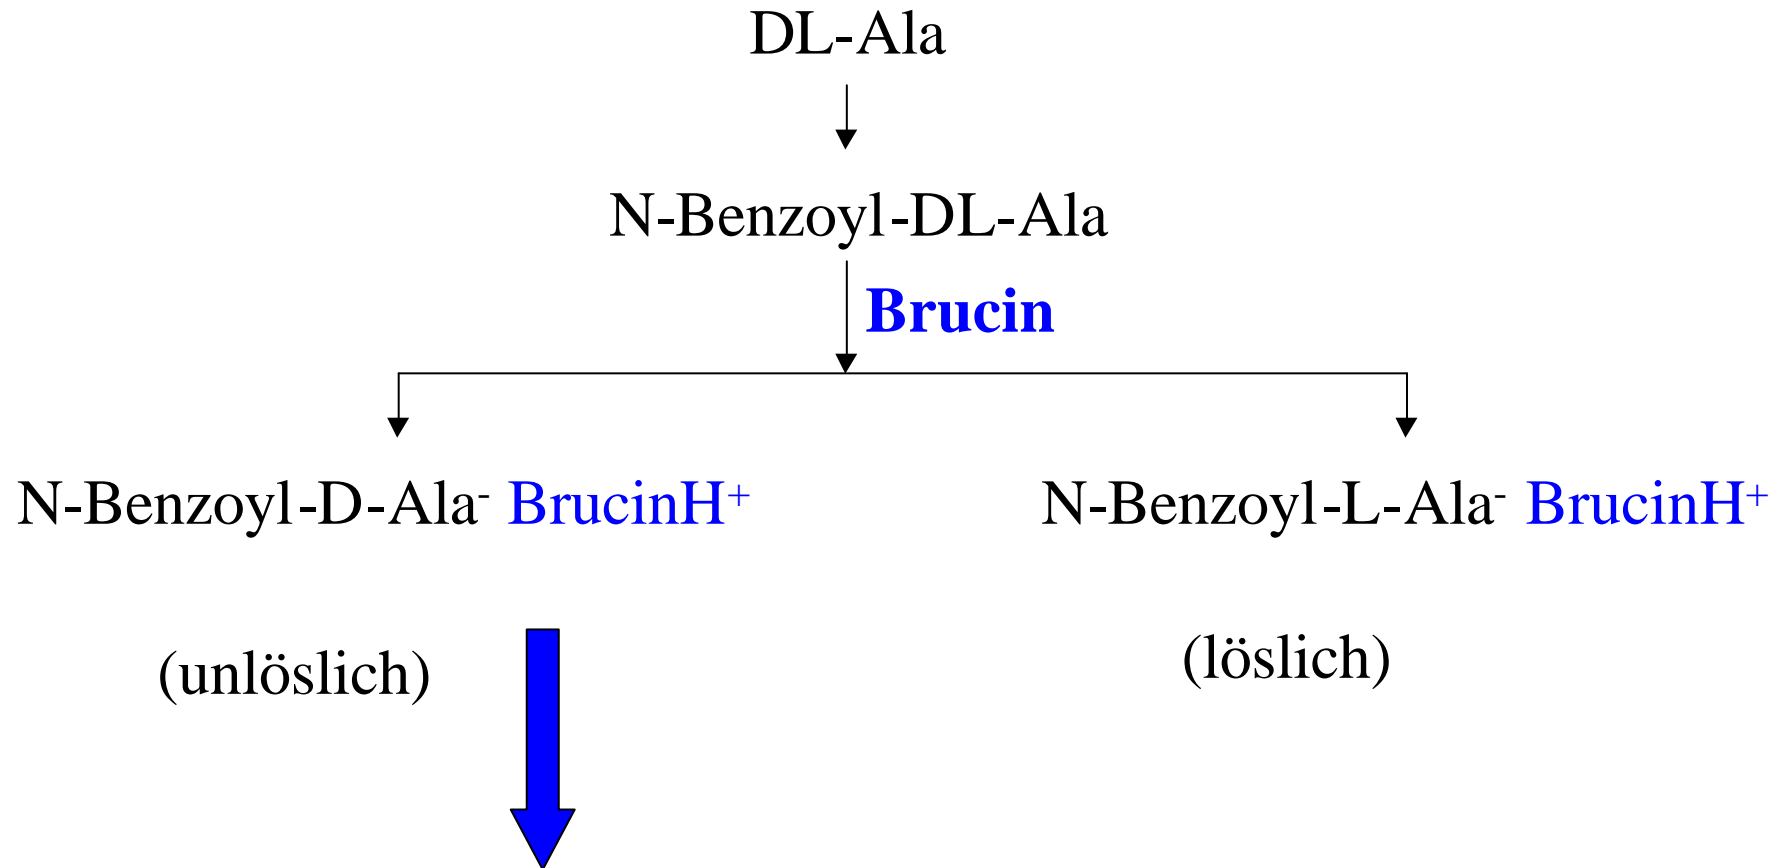 DL-Ala
N-Benzoyl-DL-Ala
Brucin
N-Benzoyl-D-Ala⁻ BrucinH⁺
N-Benzoyl-L-Ala⁻ BrucinH⁺
(unlöslich)
(löslich)